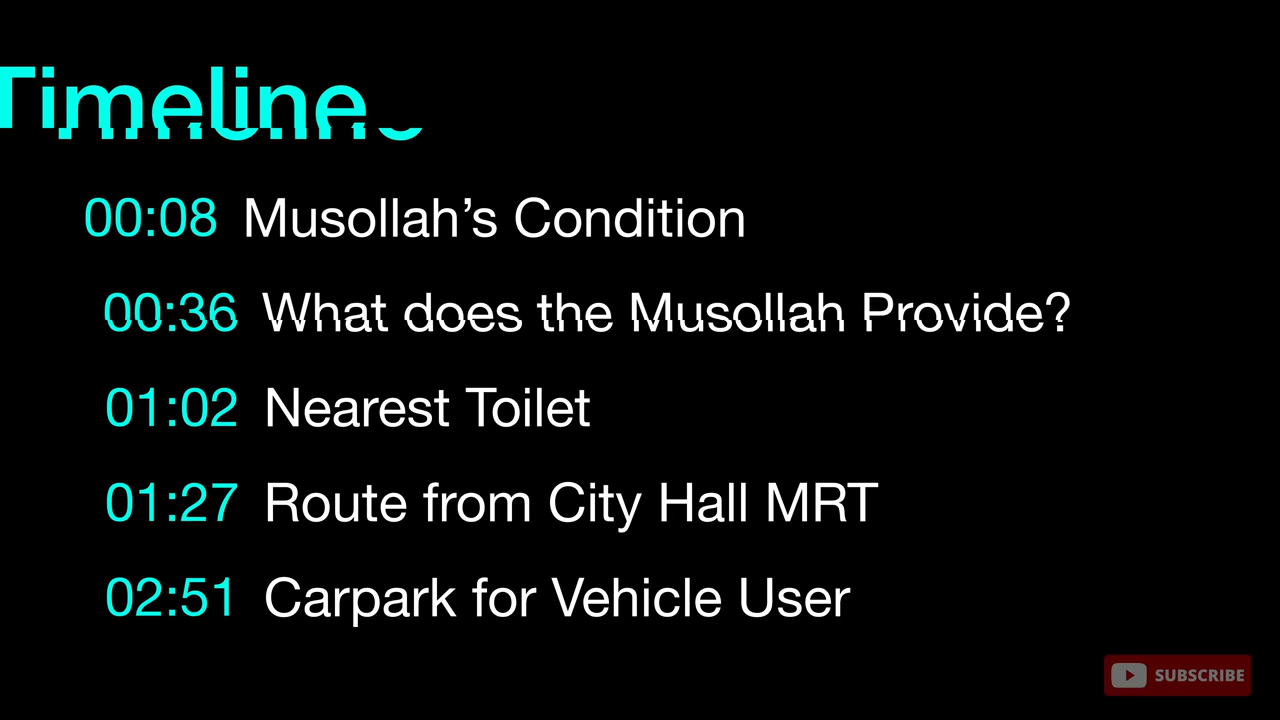 Timeline
00:08 Musollah’s Condition
00:36 What does the Musollah Provide?
01:02 Nearest Toilet
01:27 Route from City Hall MRT
02:51 Carpark for Vehicle User
SUBSCRIBE